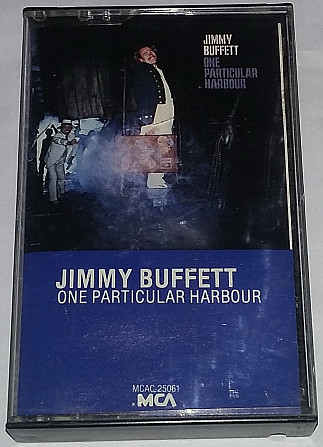 JIMMY
BUFFETT
ONE
PARTICULAR
HARBOUR
JIMMY BUFFETT
ONE PARTICULAR HARBOUR
MCAC-25061
MCA